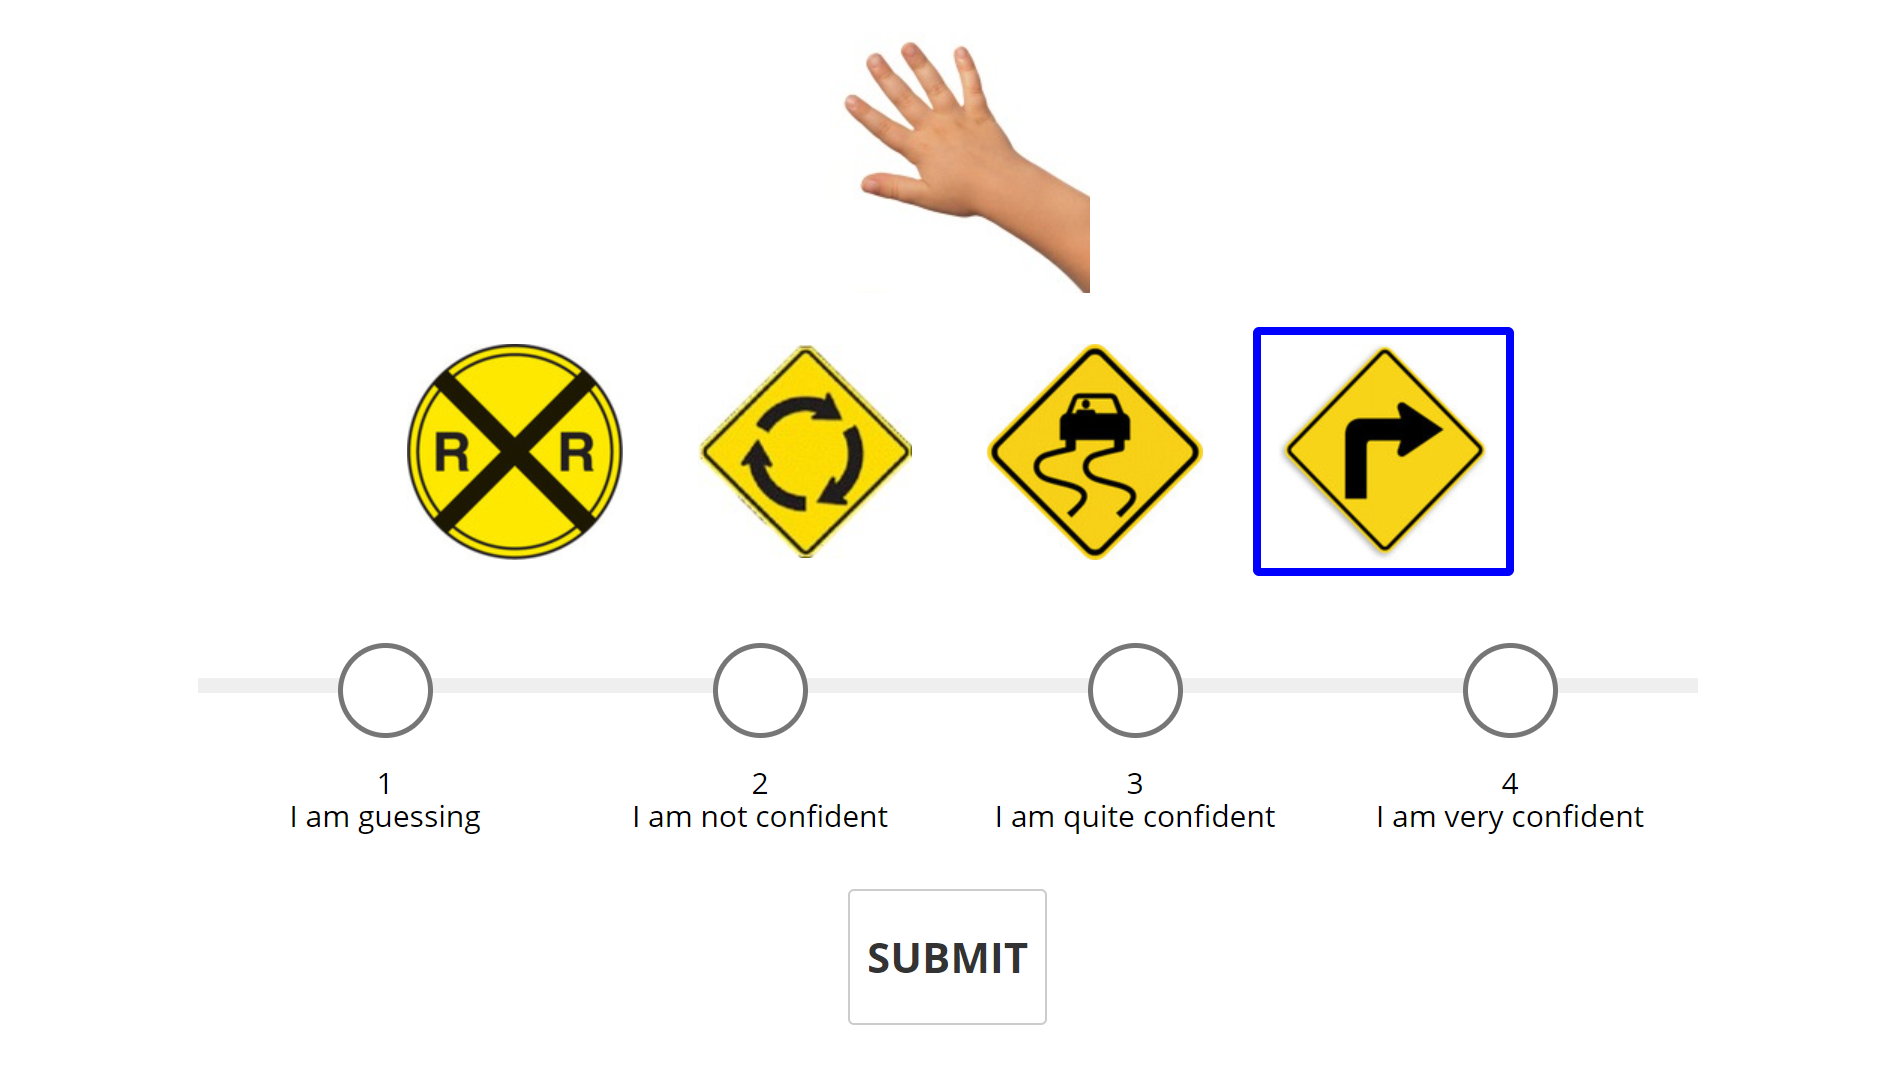 R R
1
I am guessing
2
I am not confident
3
I am quite confident
4
I am very confident
SUBMIT